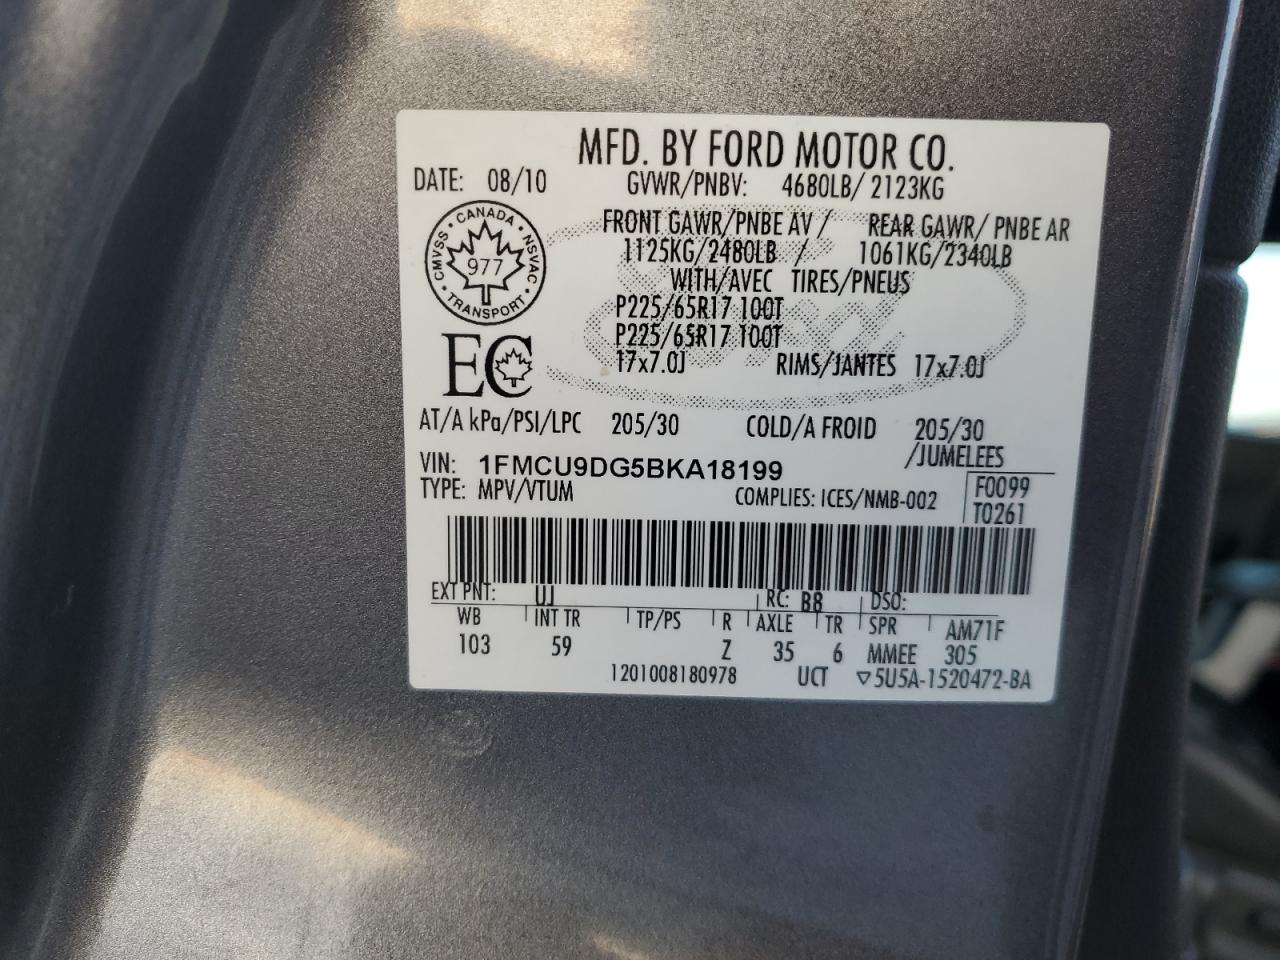 MFD. BY FORD MOTOR CO.
DATE: 08/10 GVWR/PNBV: 4680LB/ 2123KG
CMVSS • CANADA • NSVAC • TRANSPORT •
977
FRONT GAWR/PNBE AV / REAR GAWR/ PNBE AR
1125KG/2480LB / 1061KG/2340LB
WITH/AVEC TIRES/PNEUS
P225/65R17 100T
P225/65R17 100T
EC
17x7.0J RIMS/JANTES 17x7.0J
AT/A kPa/PSI/LPC 205/30 COLD/A FROID 205/30
/JUMELEES
VIN: 1FMCU9DG5BKA18199
TYPE: MPV/VTUM COMPLIES: ICES/NMB-002
F0099
T0261
EXT PNT: UJ RC: B8 DSO:
WB INT TR TP/PS R AXLE TR SPR AM71F
103 59 Z 35 6 MMEE 305
1201008180978 UCT ▽5U5A-1520472-BA